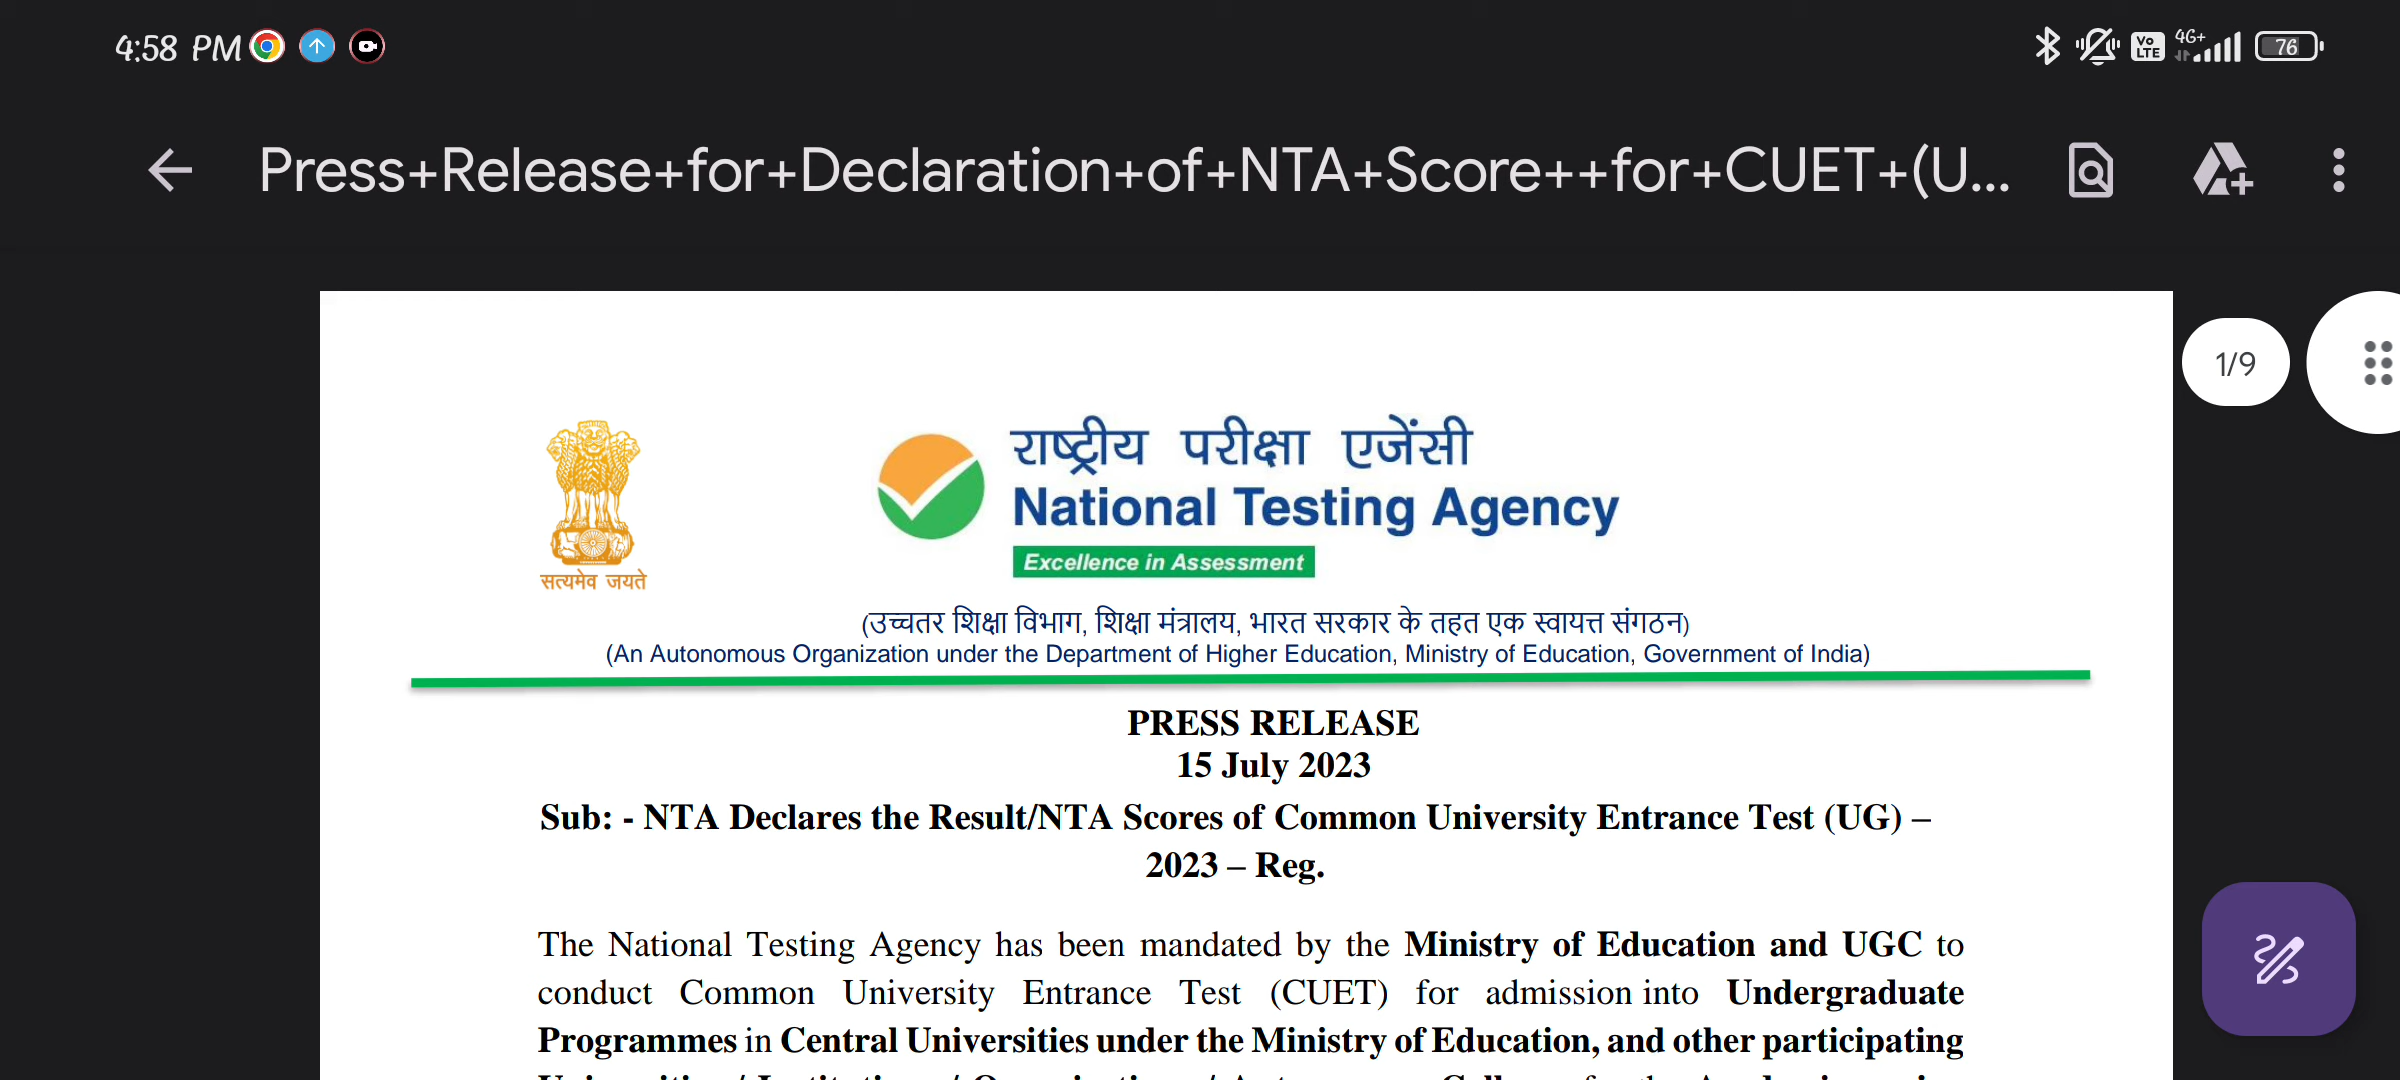 4:58 PM
4G+
Vo
LTE
76
Press+Release+for+Declaration+of+NTA+Score++for+CUET+(U...
1/9
राष्ट्रीय परीक्षा एजेंसी
National Testing Agency
Excellence in Assessment
सत्यमेव जयते
(उच्चतर शिक्षा विभाग, शिक्षा मंत्रालय, भारत सरकार के तहत एक स्वायत्त संगठन)
(An Autonomous Organization under the Department of Higher Education, Ministry of Education, Government of India)
PRESS RELEASE
15 July 2023
Sub: - NTA Declares the Result/NTA Scores of Common University Entrance Test (UG) –
2023 – Reg.
The National Testing Agency has been mandated by the Ministry of Education and UGC to
conduct Common University Entrance Test (CUET) for admission into Undergraduate
Programmes in Central Universities under the Ministry of Education, and other participating